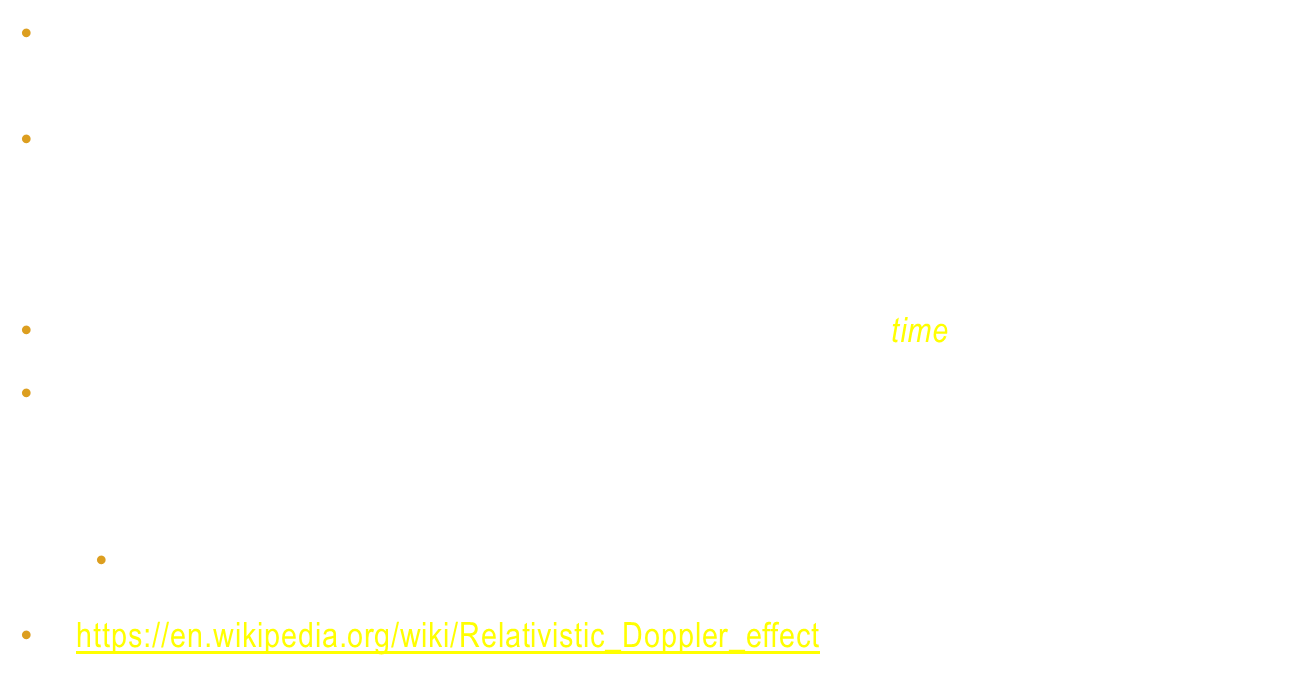 •
•
• time
•
•
• https://en.wikipedia.org/wiki/Relativistic_Doppler_effect